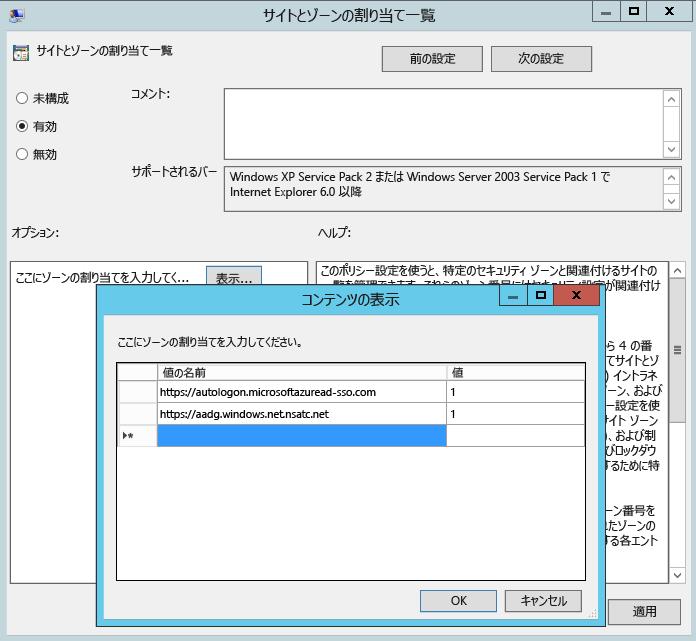 サイトとゾーンの割り当て一覧
サイトとゾーンの割り当て一覧
前の設定
次の設定
未構成
コメント:
有効
無効
サポートされるバー
Windows XP Service Pack 2 または Windows Server 2003 Service Pack 1 で
Internet Explorer 6.0 以降
オプション:
ヘルプ:
ここにゾーンの割り当てを入力してく...
表示...
このポリシー設定を使うと、特定のセキュリティ ゾーンと関連付けるサイトの
コンテンツの表示
ここにゾーンの割り当てを入力してください。
値の名前
値
https://autologon.microsoftazuread-sso.com
1
https://aadg.windows.net.nsatc.net
1
OK
キャンセル
ら 4 の番
てサイトとゾ
) イントラネ
ーン、および
ー設定を使
サイト ゾーン
)、および制
びロックダウ
するために特
ーン番号を
れたゾーンの
する各エント
適用